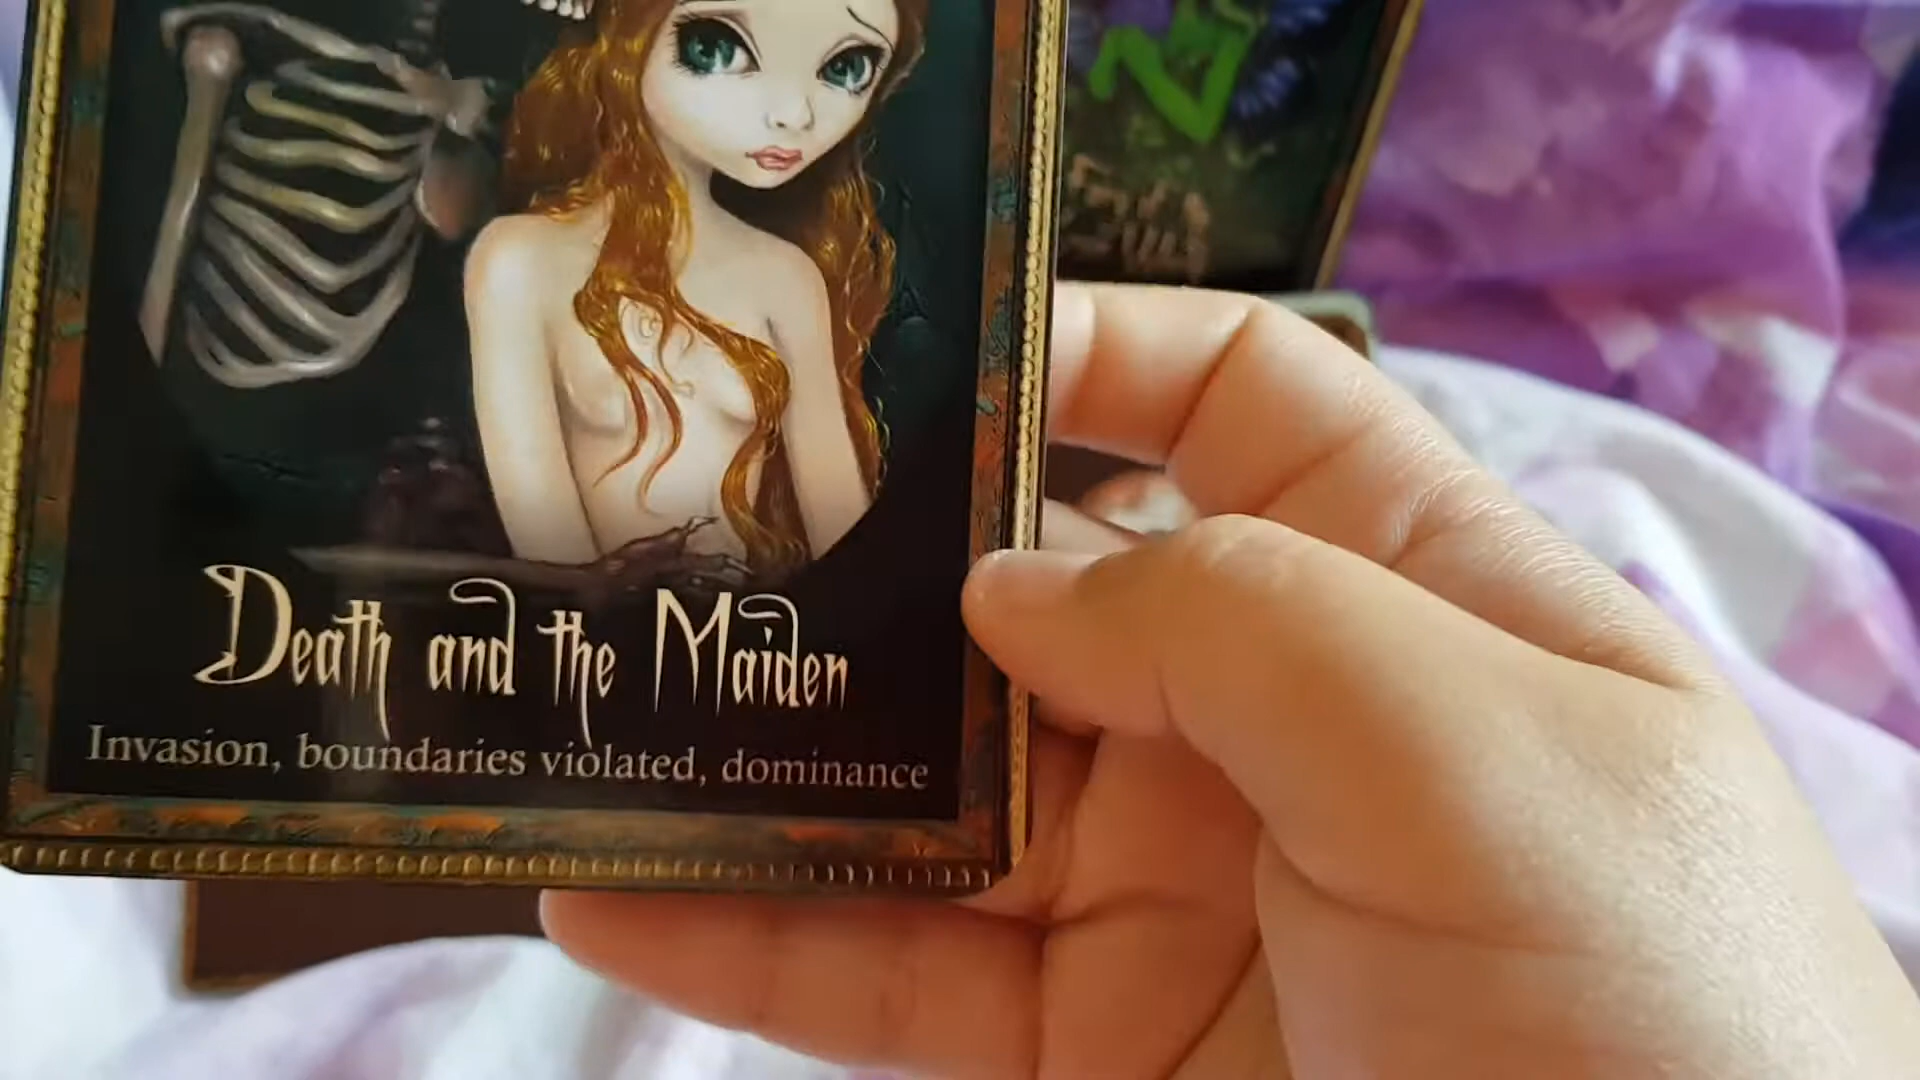 Death and the Maiden
Invasion, boundaries violated, dominance